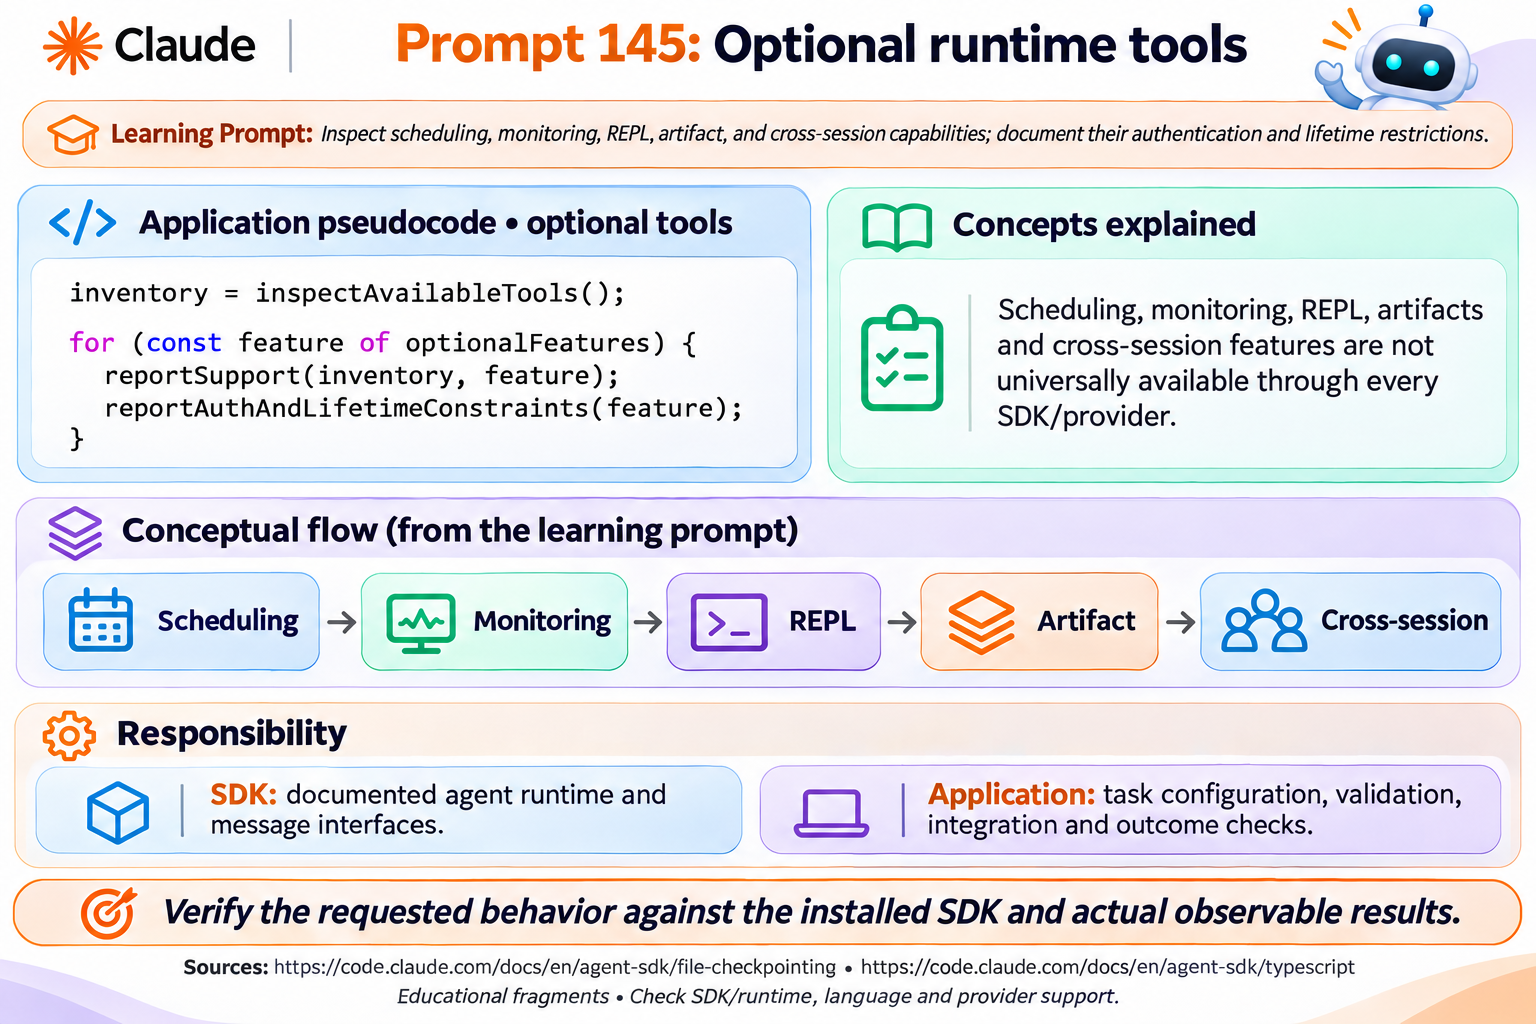 Claude
Prompt 145: Optional runtime tools
Learning Prompt: Inspect scheduling, monitoring, REPL, artifact, and cross-session capabilities; document their authentication and lifetime restrictions.
</> Application pseudocode • optional tools
inventory = inspectAvailableTools();
for (const feature of optionalFeatures) {
reportSupport(inventory, feature);
reportAuthAndLifetimeConstraints(feature);
}
Concepts explained
Scheduling, monitoring, REPL, artifacts
and cross-session features are not
universally available through every
SDK/provider.
Conceptual flow (from the learning prompt)
Scheduling
Monitoring
REPL
Artifact
Cross-session
Responsibility
SDK: documented agent runtime and
message interfaces.
Application: task configuration, validation,
integration and outcome checks.
Verify the requested behavior against the installed SDK and actual observable results.
Sources: https://code.claude.com/docs/en/agent-sdk/file-checkpointing • https://code.claude.com/docs/en/agent-sdk/typescript
Educational fragments • Check SDK/runtime, language and provider support.